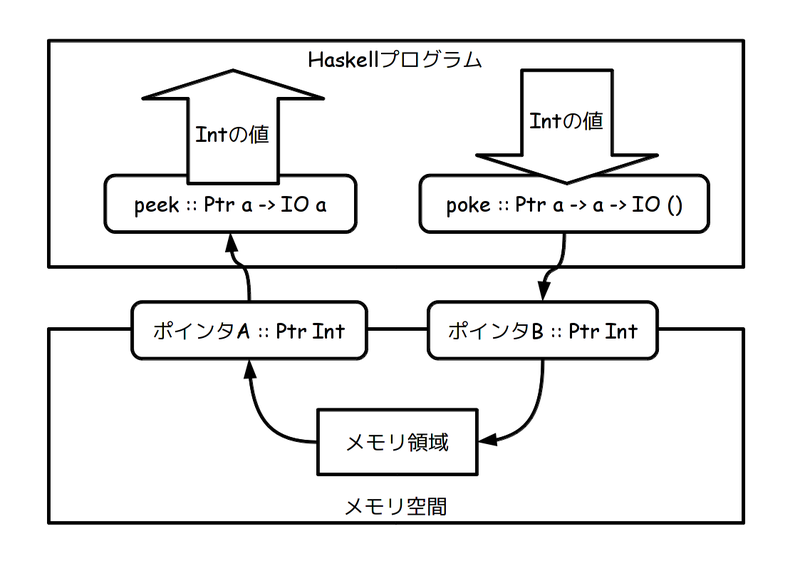 Haskellプログラム
Intの値
Intの値
peek :: Ptr a -> IO a
poke :: Ptr a -> a -> IO ()
ポインタA :: Ptr Int
ポインタB :: Ptr Int
メモリ領域
メモリ空間